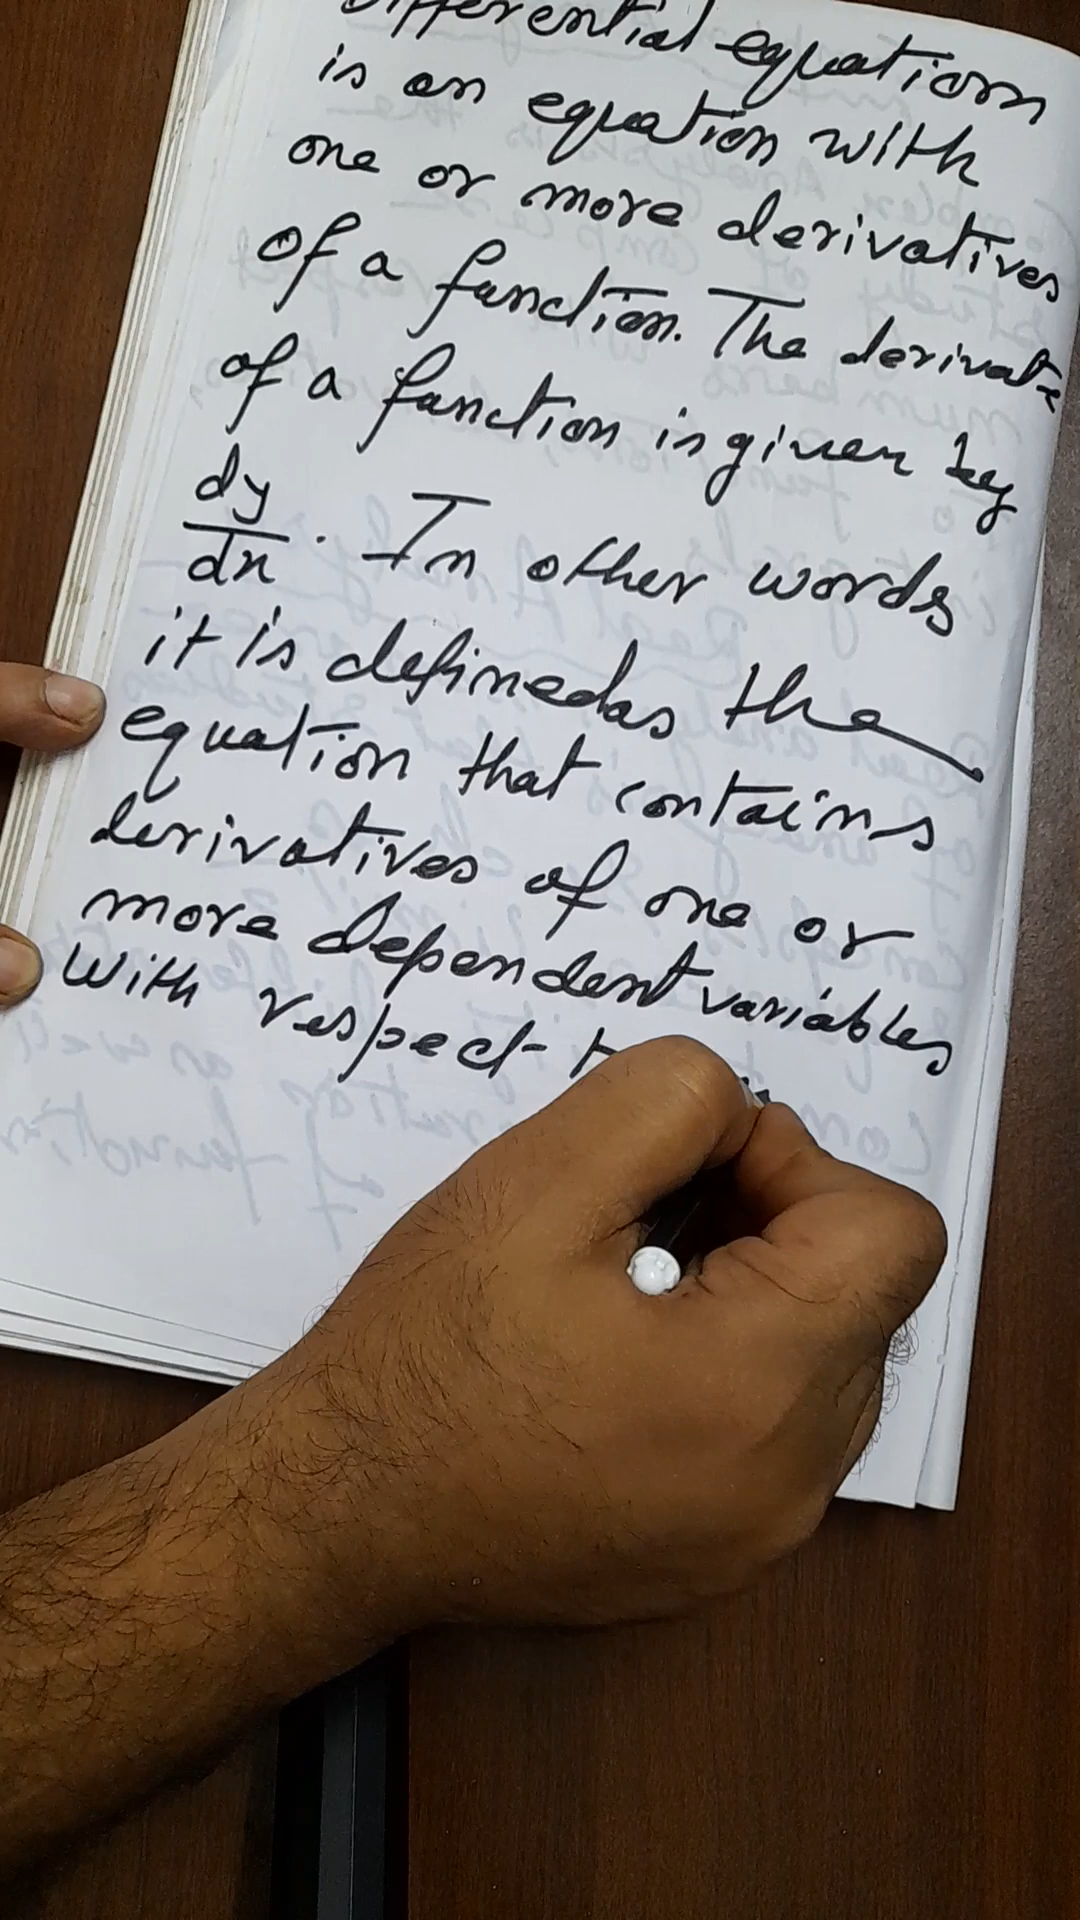 Differential equation
is an equation with
one or more derivatives
of a function. The derivate
of a function is given by
dy/dx. In other words
it is defined as the
equation that contains
derivatives of one or
more dependent variables
With respect